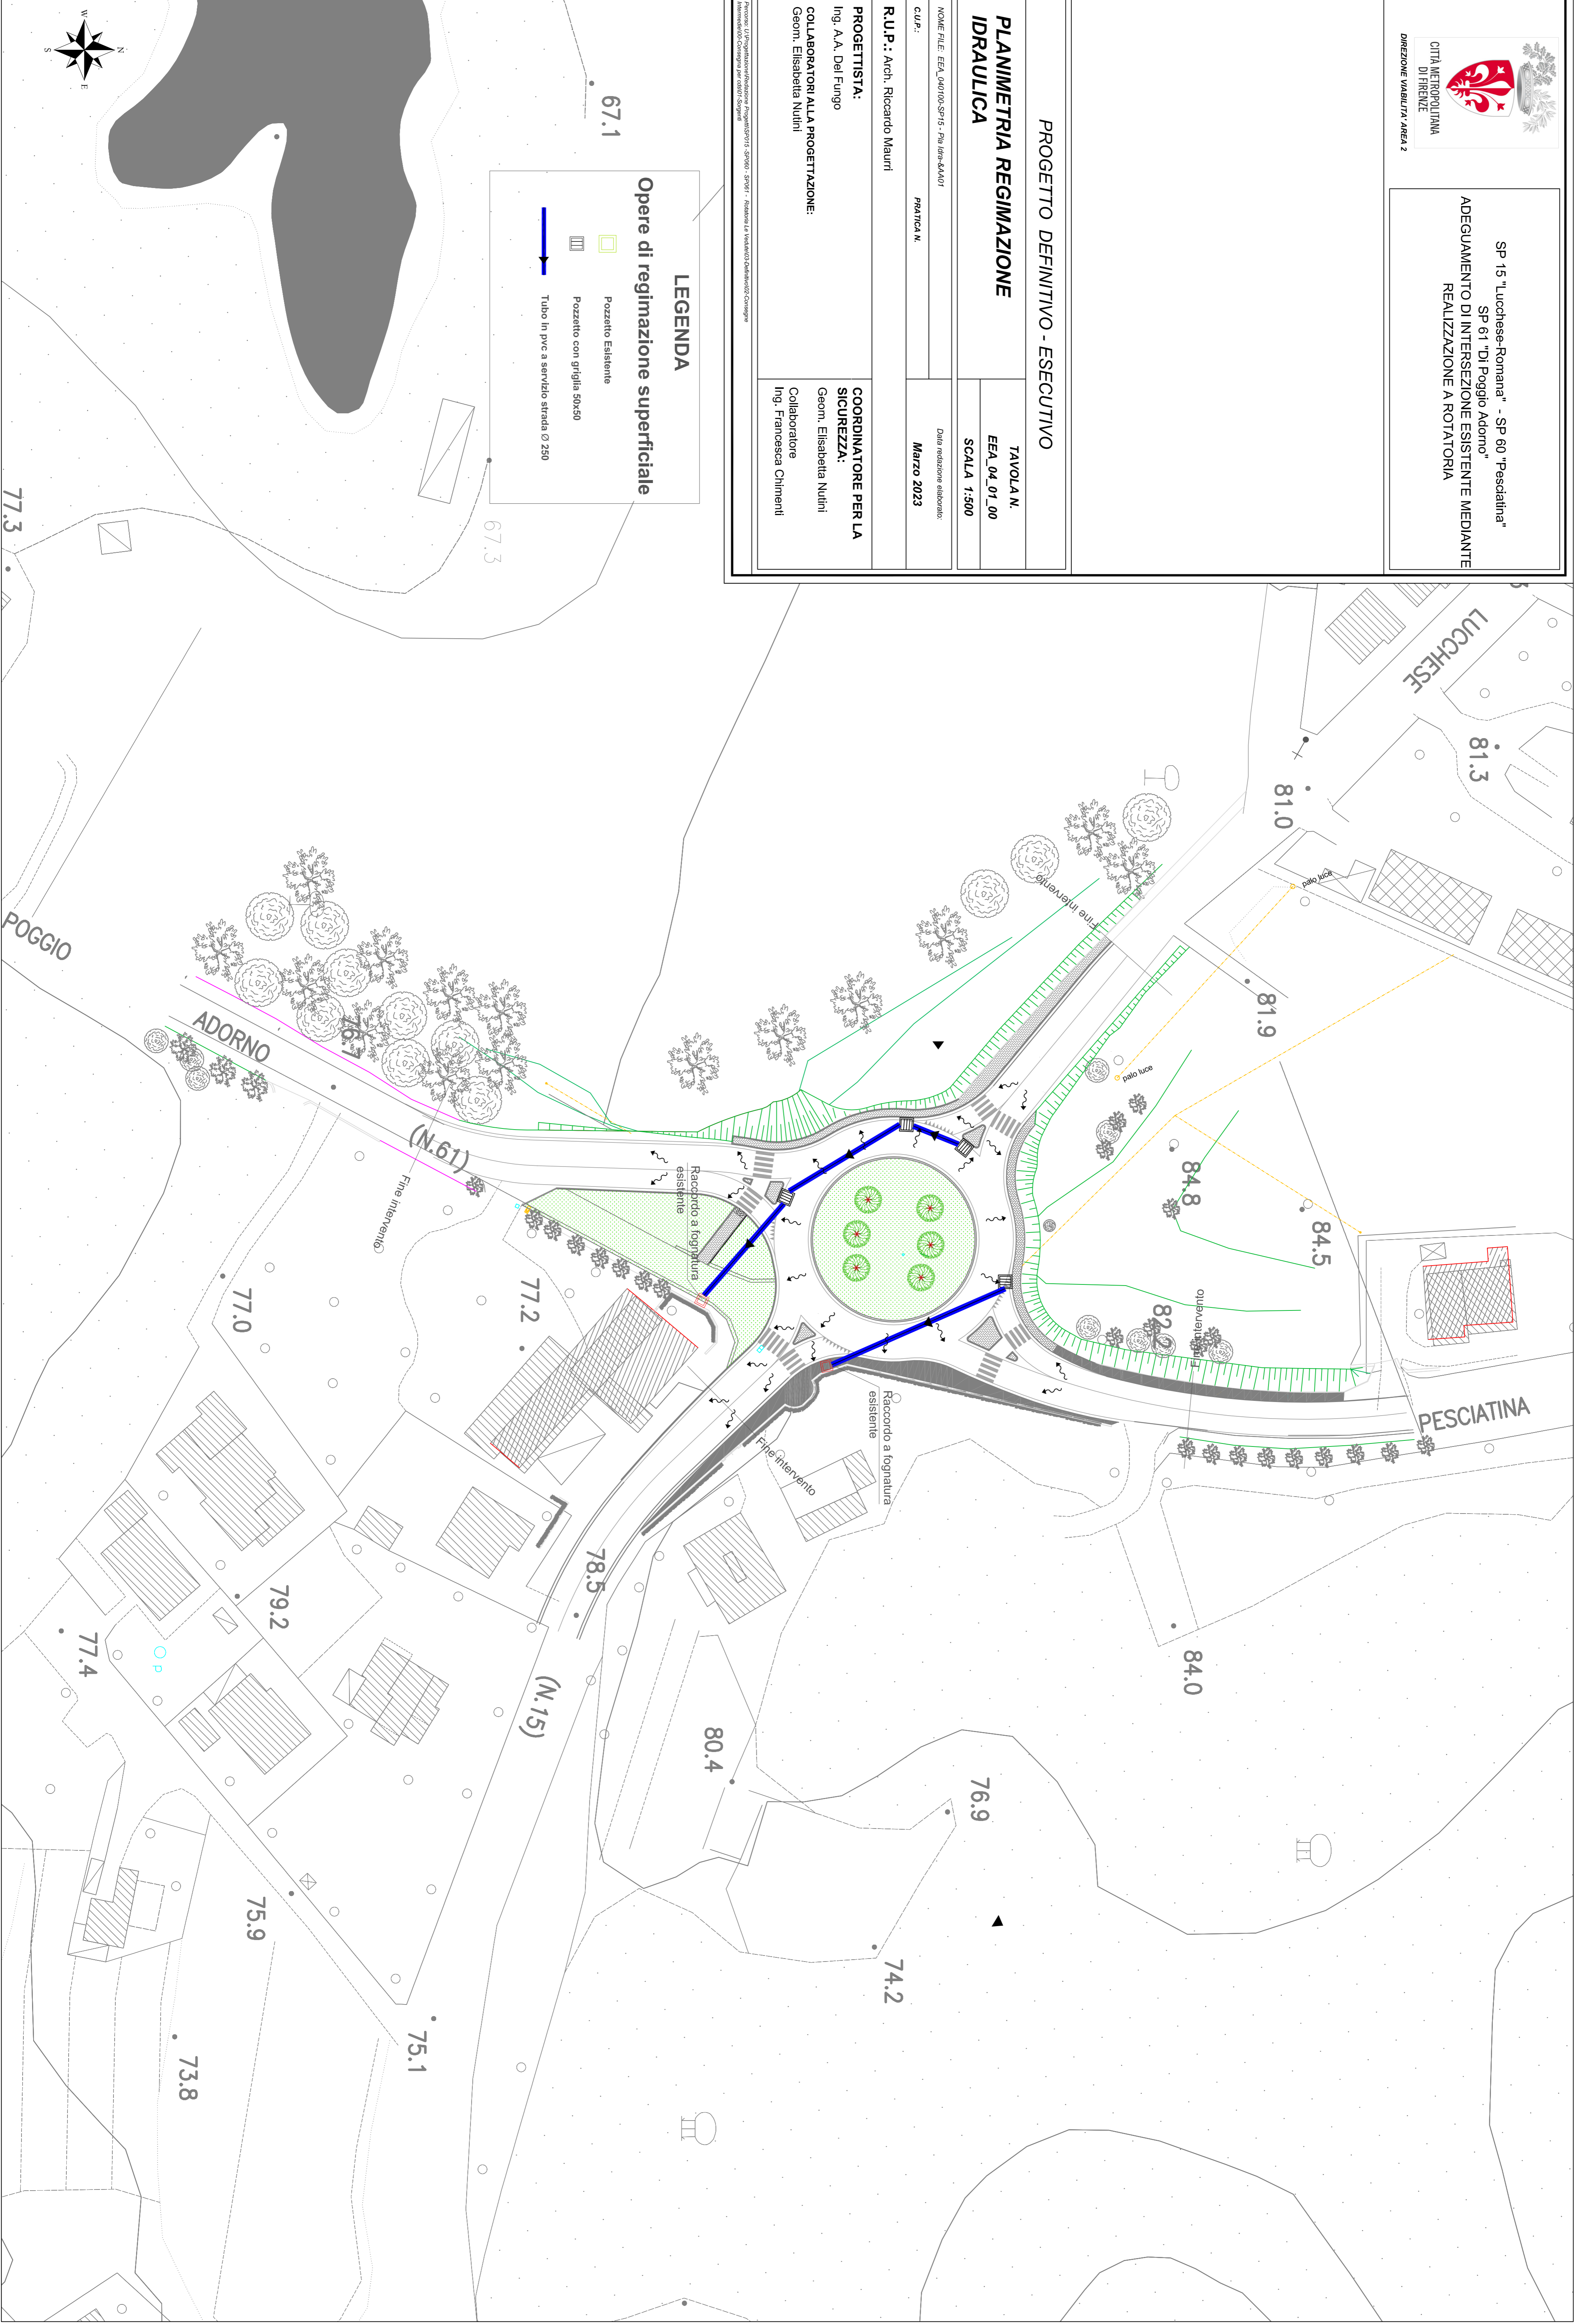 CITTÀ METROPOLITANA
DI FIRENZE
DIREZIONE VIABILITA' AREA 2
SP 15 "Lucchese-Romana" - SP 60 "Pesciatina"
SP 61 "Di Poggio Adorno"
ADEGUAMENTO DI INTERSEZIONE ESISTENTE MEDIANTE
REALIZZAZIONE A ROTATORIA
PROGETTO DEFINITIVO - ESECUTIVO
PLANIMETRIA REGIMAZIONE
IDRAULICA
TAVOLA N.
EEA_04_01_00
SCALA 1:500
NOME FILE: EEA_040100-SP15 - Pla Idra-&AA01
Data redazione elaborato:
C.U.P.:
PRATICA N.
Marzo 2023
R.U.P.: Arch. Riccardo Maurri
PROGETTISTA:
Ing. A.A. Del Fungo
COLLABORATORI ALLA PROGETTAZIONE:
Geom. Elisabetta Nutini
COORDINATORE PER LA
SICUREZZA:
Geom. Elisabetta Nutini
Collaboratore
Ing. Francesca Chimenti
LEGENDA
Opere di regimazione superficiale
Pozzetto Esistente
Pozzetto con griglia 50x50
Tubo in pvc a servizio strada Ø 250
N
E
S
W
67.1
67.3
77.3
LUCCHESE
81.3
81.0
palo luce
81.9
palo luce
Fine intervento
84.8
84.5
82.2
Fine intervento
PESCIATINA
POGGIO
ADORNO
76.7
(N.61)
Fine intervento
Raccordo a fognatura
esistente
77.2
77.0
Raccordo a fognatura
esistente
Fine intervento
78.5
79.2
77.4
p
(N.15)
80.4
84.0
76.9
74.2
75.9
75.1
73.8